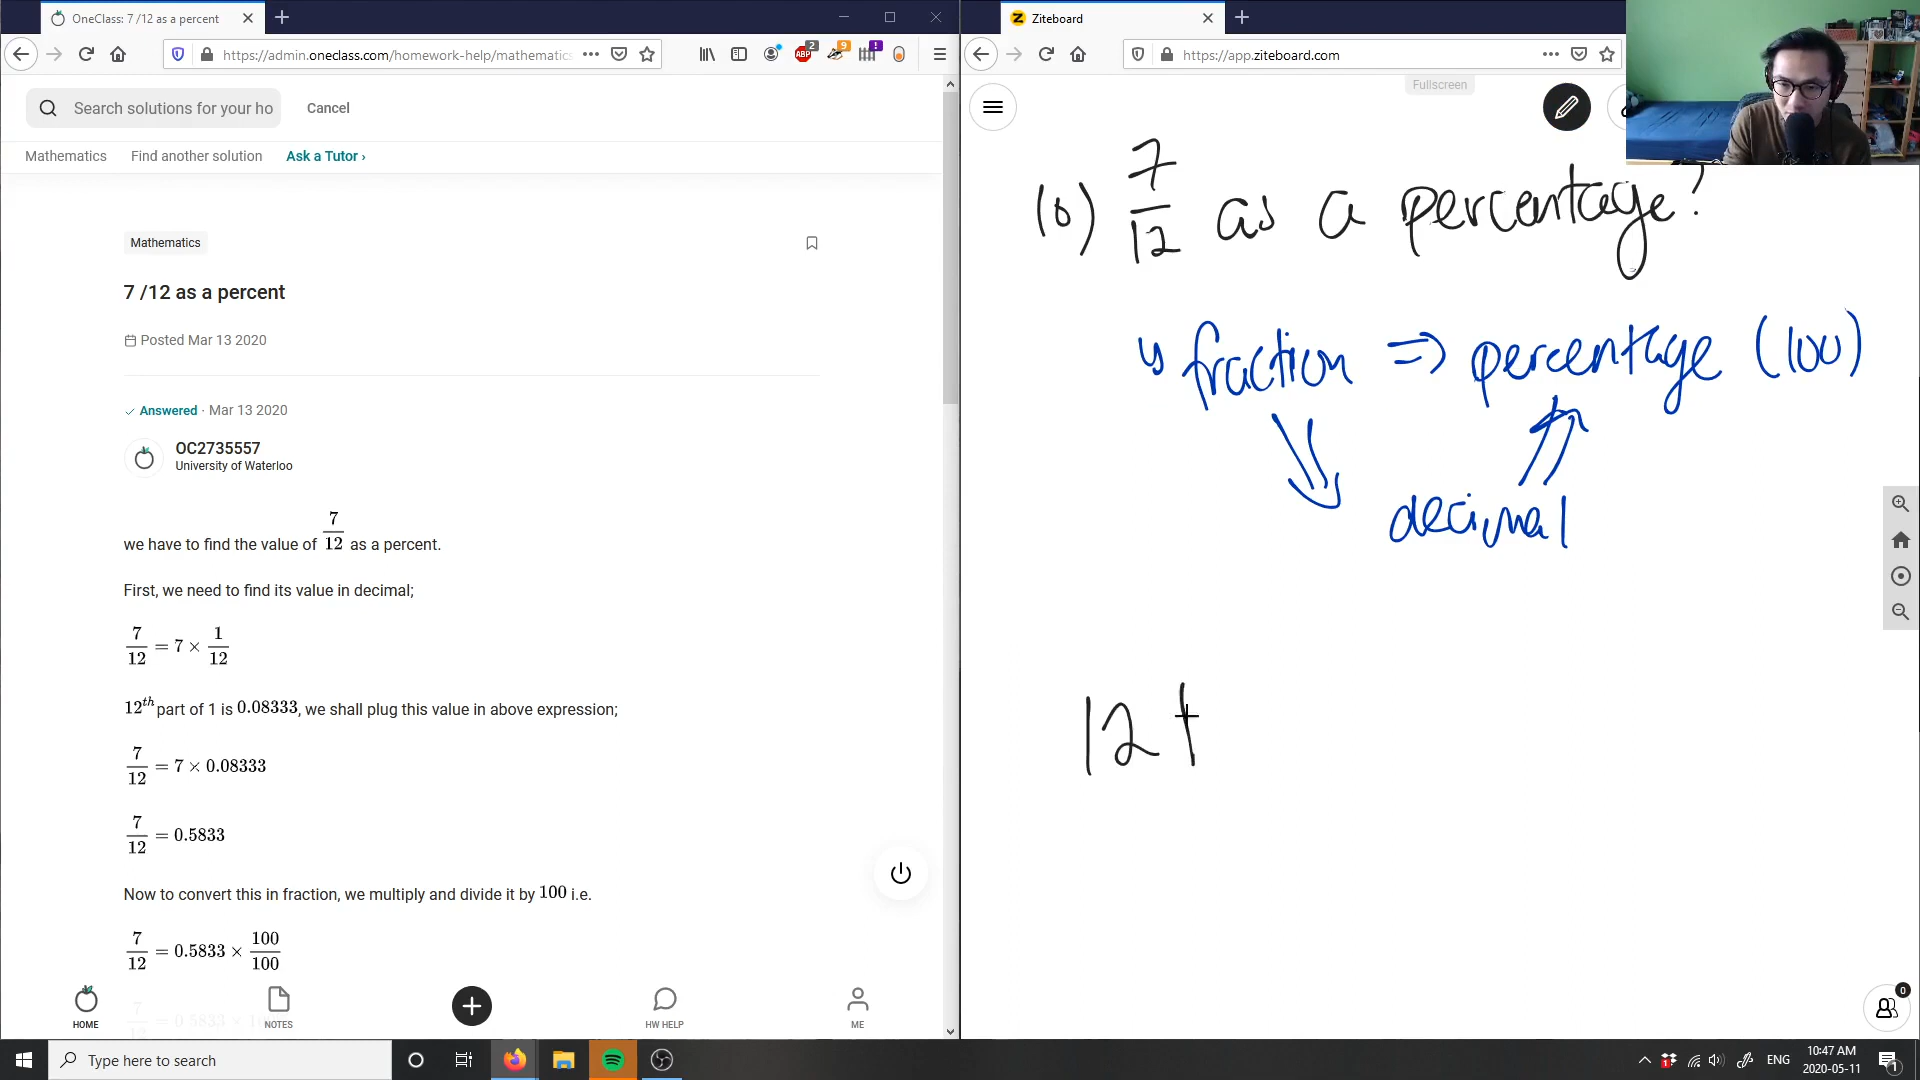 OneClass: 7 /12 as a percent
Ziteboard
https://admin.oneclass.com/homework-help/mathematics
https://app.ziteboard.com
ABP
2
9
!
Search solutions for your ho
Cancel
Mathematics
Find another solution
Ask a Tutor ›
Mathematics
7 /12 as a percent
Posted Mar 13 2020
Answered · Mar 13 2020
OC2735557
University of Waterloo
we have to find the value of 7/12 as a percent.
First, we need to find its value in decimal;
7/12 = 7 × 1/12
12th part of 1 is 0.08333, we shall plug this value in above expression;
7/12 = 7 × 0.08333
7/12 = 0.5833
Now to convert this in fraction, we multiply and divide it by 100 i.e.
7/12 = 0.5833 × 100/100
HOME
NOTES
HW HELP
ME
Fullscreen
7/12 as a percentage?
fraction => percentage (100)
decimal
12
0
Type here to search
ENG
10:47 AM
2020-05-11
1